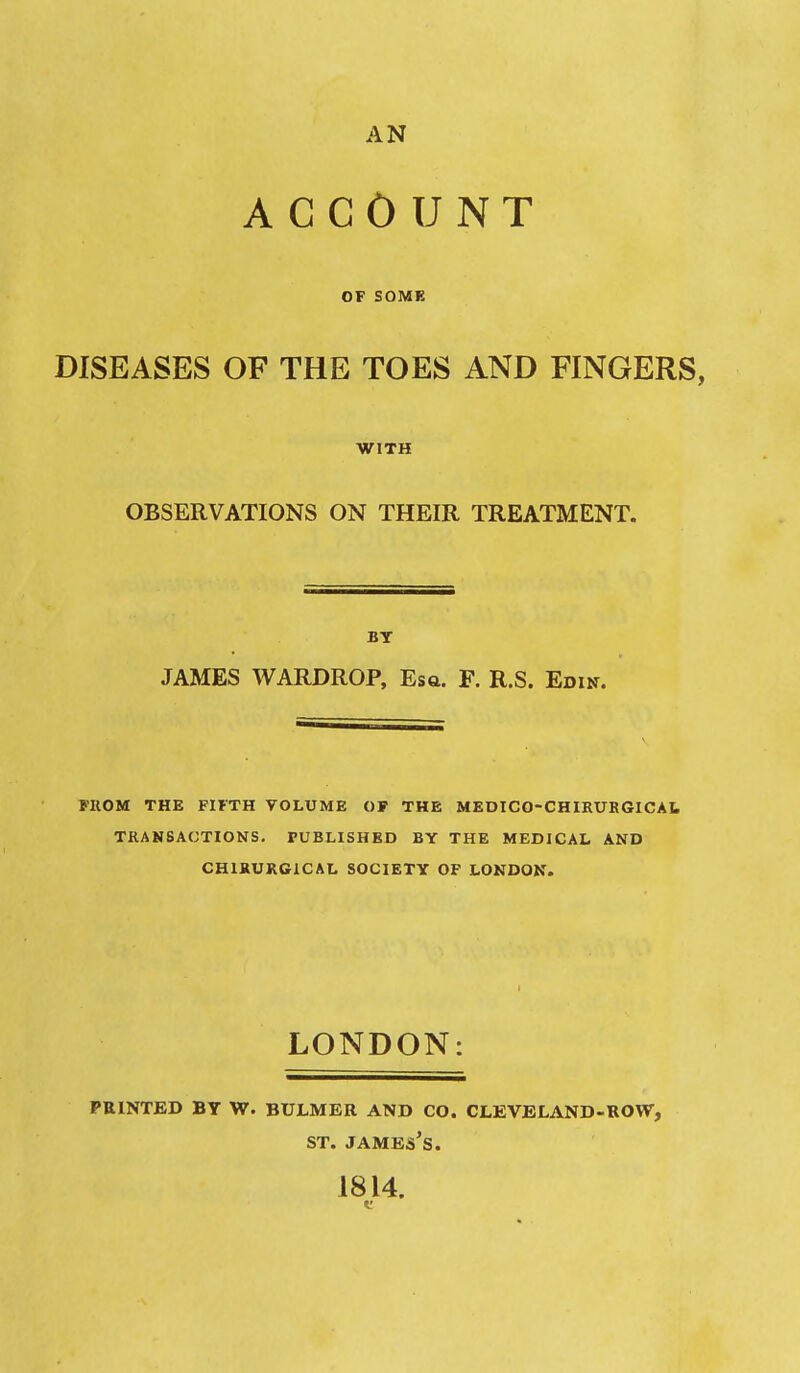 AN
ACCOUNT
OF SOME
DISEASES OF THE TOES AND FINGERS,
WITH
OBSERVATIONS ON THEIR TREATMENT.
BY
JAMES WARDROP, Esq. F. R.S. Edin.
FROM THE FIFTH VOLUME OF THE MEDICO-CHIRURGICAL
TRANSACTIONS. PUBLISHED BY THE MEDICAL AND
CHIRURGICAL SOCIETY OF LONDON.
LONDON:
PRINTED BY W. BULMER AND CO. CLEVELAND-ROW,
ST. JAMES'S.
1814.